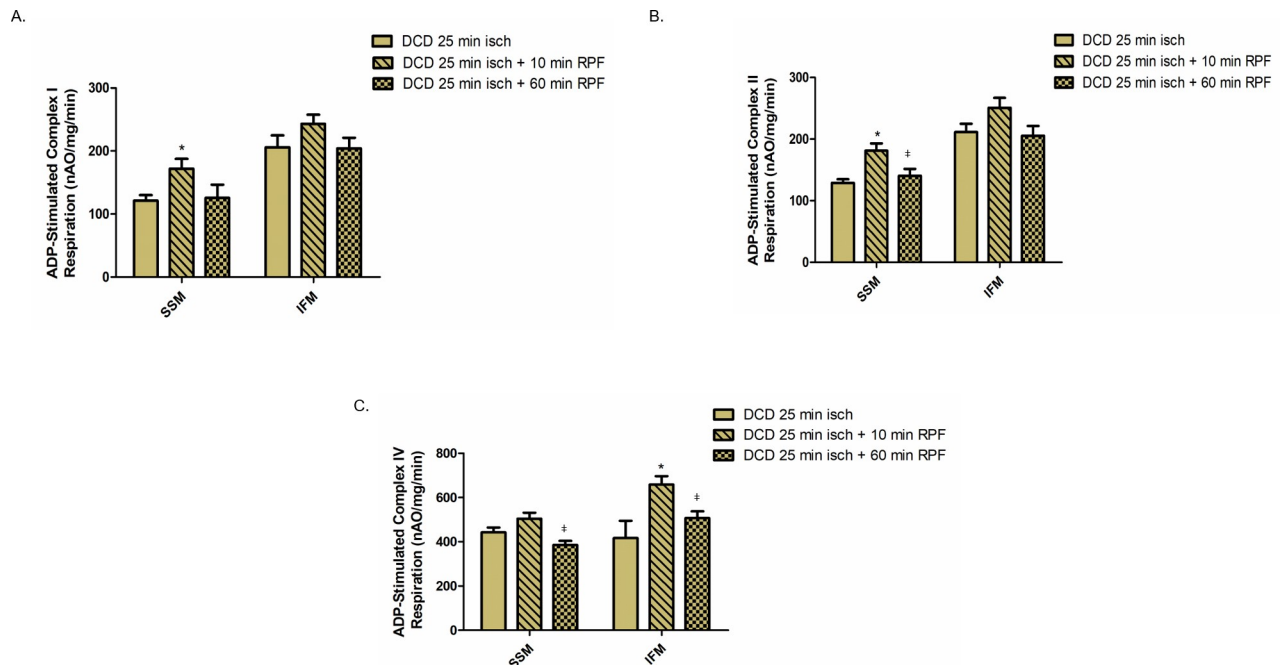 A.
DCD 25 min isch
DCD 25 min isch + 10 min RPF
DCD 25 min isch + 60 min RPF
ADP-Stimulated Complex I
Respiration (nAO/mg/min)
300
200
100
0
*
SSM
IFM
B.
DCD 25 min isch
DCD 25 min isch + 10 min RPF
DCD 25 min isch + 60 min RPF
ADP-Stimulated Complex II
Respiration (nAO/mg/min)
300
200
100
0
*
‡
SSM
IFM
C.
DCD 25 min isch
DCD 25 min isch + 10 min RPF
DCD 25 min isch + 60 min RPF
ADP-Stimulated Complex IV
Respiration (nAO/mg/min)
800
600
400
200
0
‡
*
‡
SSM
IFM